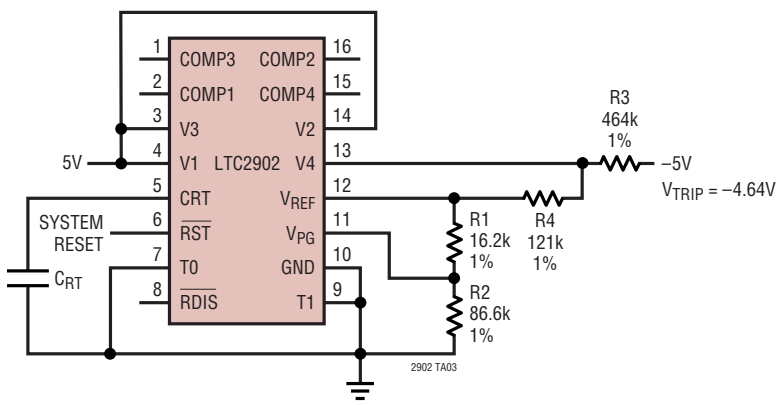 1 COMP3 COMP2 16
2 COMP1 COMP4 15
3 V3 V2 14
5V 4 V1 LTC2902 V4 13
5 CRT VREF 12
SYSTEM RESET 6 RST VPG 11
7 T0 GND 10
8 RDIS T1 9
CRT
R3
464k
1%
–5V
VTRIP = –4.64V
R4
121k
1%
R1
16.2k
1%
R2
86.6k
1%
2902 TA03